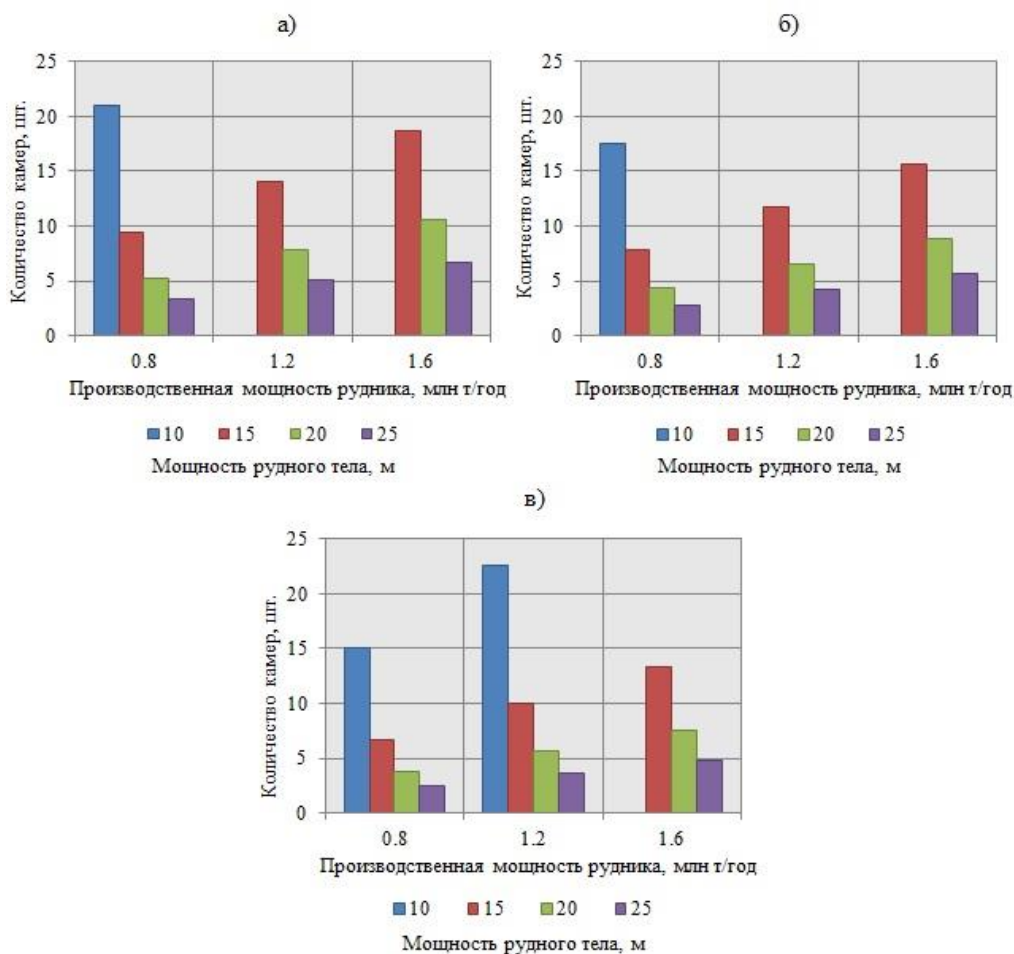 а)
Количество камер, шт.
25
20
15
10
5
0
0.8 1.2 1.6
Производственная мощность рудника, млн т/год
10 15 20 25
Мощность рудного тела, м
б)
Количество камер, шт.
25
20
15
10
5
0
0.8 1.2 1.6
Производственная мощность рудника, млн т/год
10 15 20 25
Мощность рудного тела, м
в)
Количество камер, шт.
25
20
15
10
5
0
0.8 1.2 1.6
Производственная мощность рудника, млн т/год
10 15 20 25
Мощность рудного тела, м